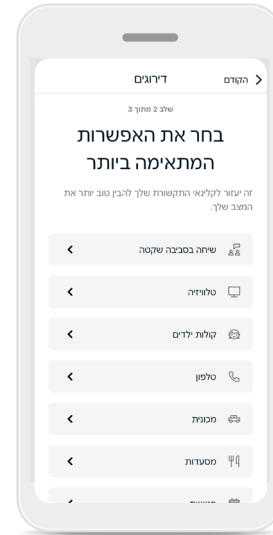 הקודם
דירוגים
שלב 2 מתוך 3
בחר את האפשרות
המתאימה ביותר
זה יעזור לקלינאי התקשורת שלך להבין טוב יותר את
המצב שלך.
שיחה בסביבה שקטה
טלוויזיה
קולות ילדים
טלפון
מכונית
מסעדות